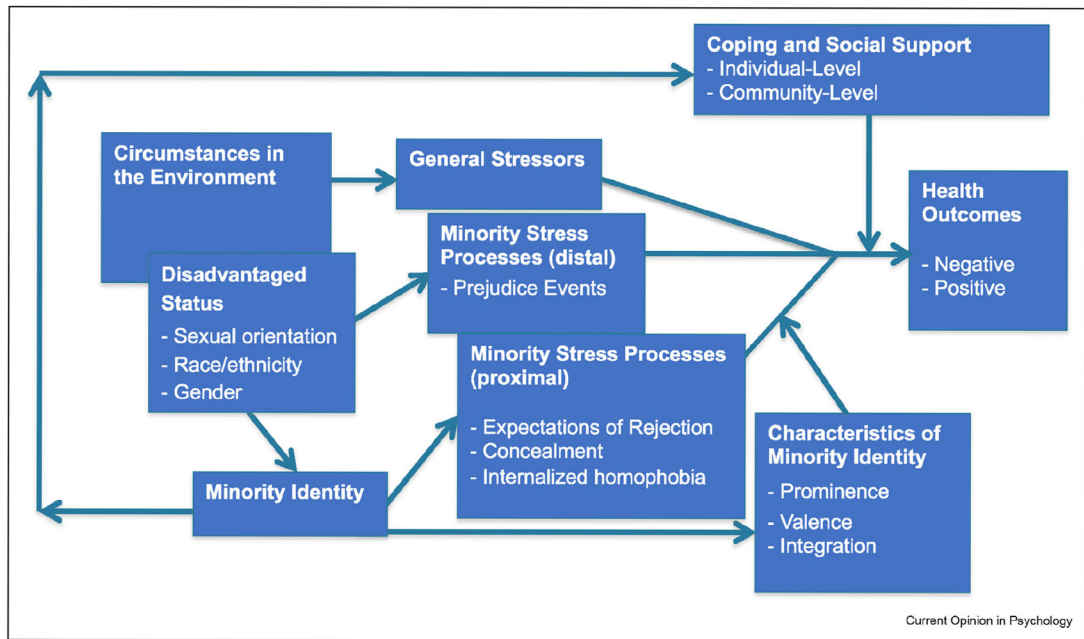 Coping and Social Support
- Individual-Level
- Community-Level
Circumstances in
the Environment
General Stressors
Health
Outcomes
- Negative
- Positive
Minority Stress
Processes (distal)
- Prejudice Events
Disadvantaged
Status
- Sexual orientation
- Race/ethnicity
- Gender
Minority Stress Processes
(proximal)
- Expectations of Rejection
- Concealment
- Internalized homophobia
Characteristics of
Minority Identity
- Prominence
- Valence
- Integration
Minority Identity
Current Opinion in Psychology